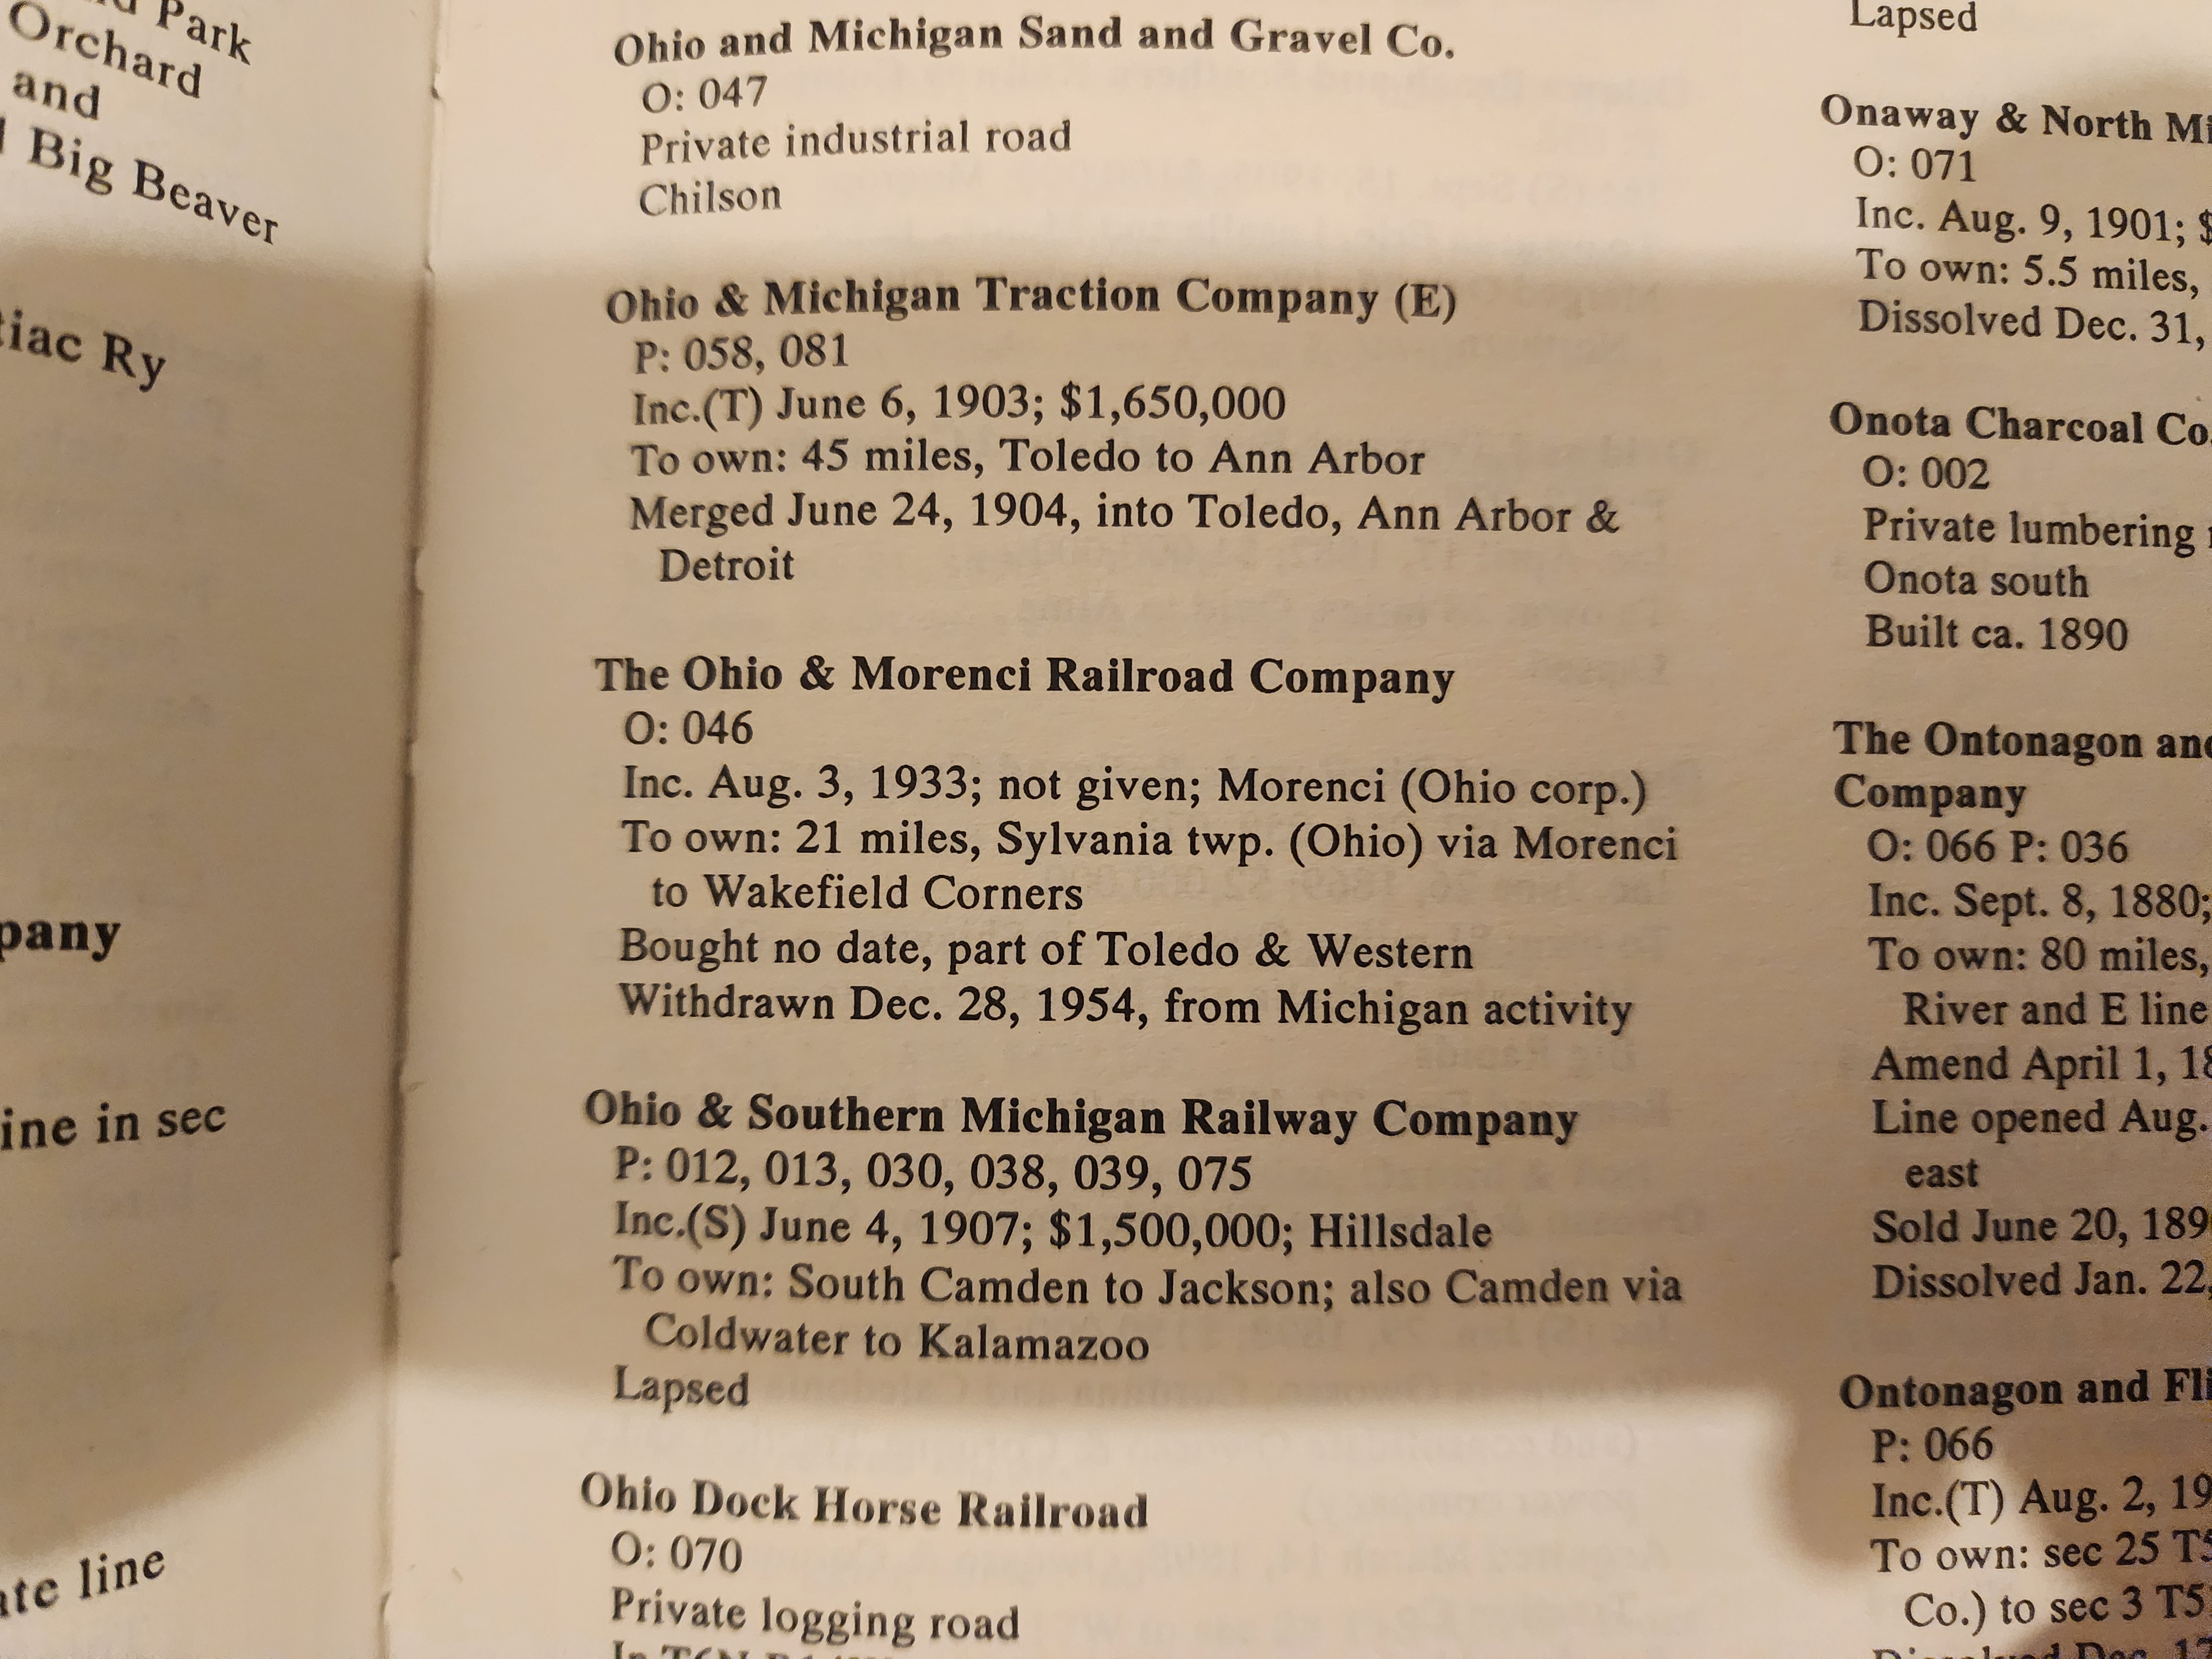 Park
Orchard
and
Big Beaver
Ry
ine in sec
line
Ohio and Michigan Sand and Gravel Co.
O: 047
Private industrial road
Chilson
Ohio & Michigan Traction Company (E)
P: 058, 081
Inc.(T) June 6, 1903; $1,650,000
To own: 45 miles, Toledo to Ann Arbor
Merged June 24, 1904, into Toledo, Ann Arbor &
Detroit
The Ohio & Morenci Railroad Company
O: 046
Inc. Aug. 3, 1933; not given; Morenci (Ohio corp.)
To own: 21 miles, Sylvania twp. (Ohio) via Morenci
to Wakefield Corners
Bought no date, part of Toledo & Western
Withdrawn Dec. 28, 1954, from Michigan activity
Ohio & Southern Michigan Railway Company
P: 012, 013, 030, 038, 039, 075
Inc.(S) June 4, 1907; $1,500,000; Hillsdale
To own: South Camden to Jackson; also Camden via
Coldwater to Kalamazoo
Lapsed
Ohio Dock Horse Railroad
O: 070
Private logging road
Lapsed
Onaway & North
O: 071
Inc. Aug. 9, 1901; $
To own: 5.5 miles,
Dissolved Dec. 31,
Onota Charcoal Co.
O: 002
Private lumbering
Onota south
Built ca. 1890
The Ontonagon
Company
O: 066 P: 036
Inc. Sept. 8, 1880;
To own: 80 miles,
River and E line
Amend April 1, 18
Line opened Aug.
east
Sold June 20, 189
Dissolved Jan. 22,
Ontonagon and
P: 066
Inc.(T) Aug. 2, 19
To own: sec 25 T5
Co.) to sec 3 T5